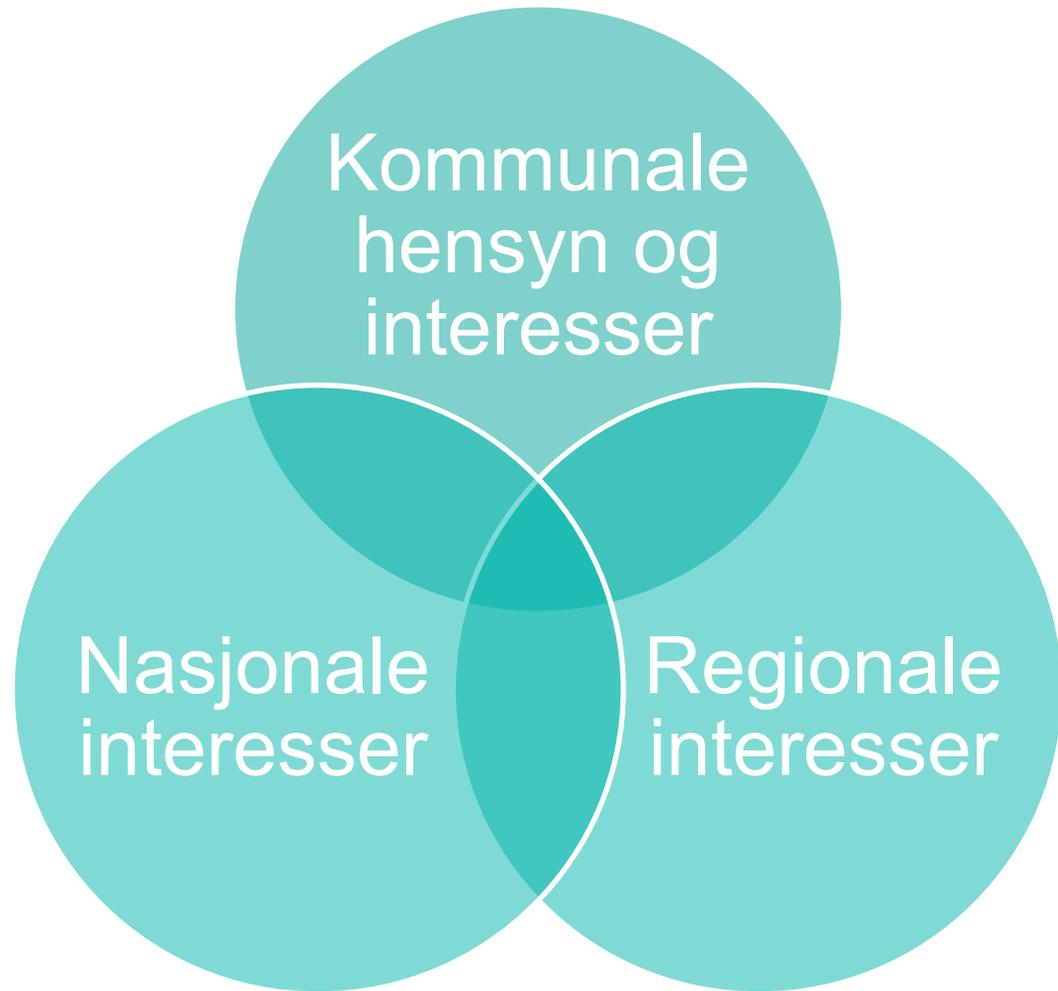 Kommunale
hensyn og
interesser
Nasjonale
interesser
Regionale
interesser